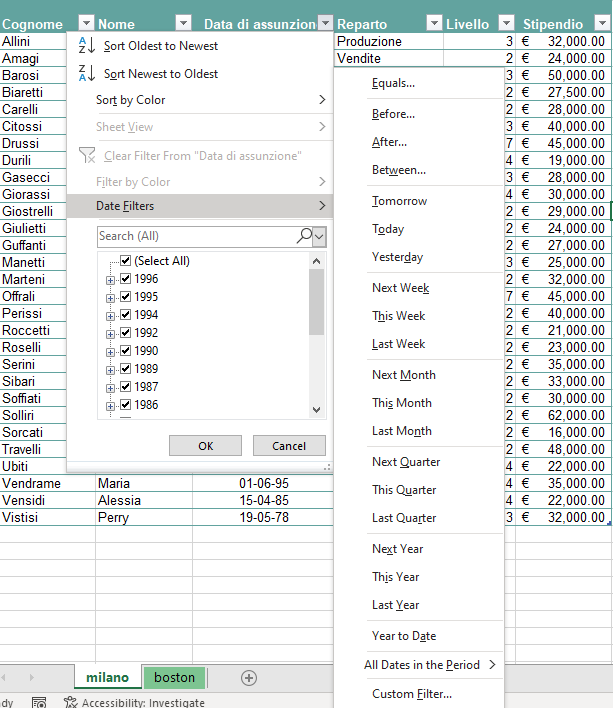 Cognome Nome Data di assunzion Reparto Livello Stipendio
Allini Produzione 3 € 32,000.00
Amagi Vendite 2 € 24,000.00
Barosi 3 € 50,000.00
Biaretti 2 € 27,500.00
Carelli 2 € 28,000.00
Citossi 3 € 40,000.00
Drussi 7 € 45,000.00
Durili 4 € 19,000.00
Gasecci 3 € 28,000.00
Giorassi 4 € 30,000.00
Giostrelli 2 € 29,000.00
Giulietti 2 € 24,000.00
Guffanti 2 € 27,000.00
Manetti 3 € 25,000.00
Marteni 2 € 32,000.00
Offrali 7 € 45,000.00
Perissi 2 € 40,000.00
Roccetti 2 € 21,000.00
Roselli 2 € 23,000.00
Serini 2 € 35,000.00
Sibari 2 € 33,000.00
Soffiati 2 € 30,000.00
Solliri 2 € 62,000.00
Sorcati 2 € 16,000.00
Travelli 2 € 48,000.00
Ubiti 4 € 22,000.00
Vendrame Maria 01-06-95 4 € 35,000.00
Vensidi Alessia 15-04-85 4 € 22,000.00
Vistisi Perry 19-05-78 3 € 32,000.00
Sort Oldest to Newest
Sort Newest to Oldest
Sort by Color
Sheet View
Clear Filter From "Data di assunzione"
Filter by Color
Date Filters
Search (All)
(Select All)
1996
1995
1994
1992
1990
1989
1987
1986
OK Cancel
Equals...
Before...
After...
Between...
Tomorrow
Today
Yesterday
Next Week
This Week
Last Week
Next Month
This Month
Last Month
Next Quarter
This Quarter
Last Quarter
Next Year
This Year
Last Year
Year to Date
All Dates in the Period
Custom Filter...
milano boston
dy Accessibility: Investigate